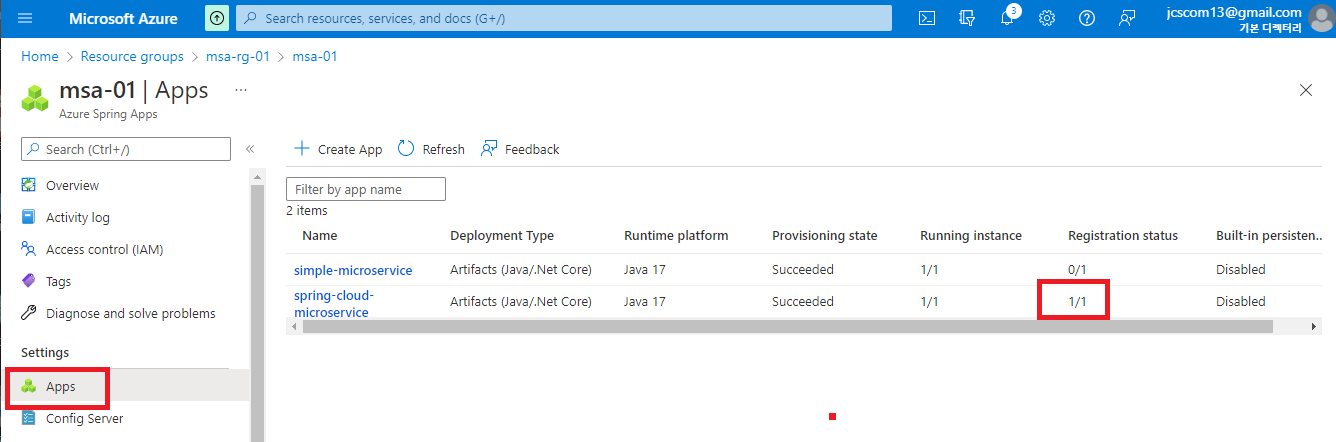 Microsoft Azure
Search resources, services, and docs (G+/)
3
jcscom13@gmail.com
기본 디렉터리
Home > Resource groups > msa-rg-01 > msa-01
msa-01 | Apps ...
Azure Spring Apps
Search (Ctrl+/) «
Overview
Activity log
Access control (IAM)
Tags
Diagnose and solve problems
Settings
Apps
Config Server
+ Create App Refresh Feedback
Filter by app name
2 items
Name Deployment Type Runtime platform Provisioning state Running instance Registration status Built-in persisten..
simple-microservice Artifacts (Java/.Net Core) Java 17 Succeeded 1/1 0/1 Disabled
spring-cloud-
microservice Artifacts (Java/.Net Core) Java 17 Succeeded 1/1 1/1 Disabled